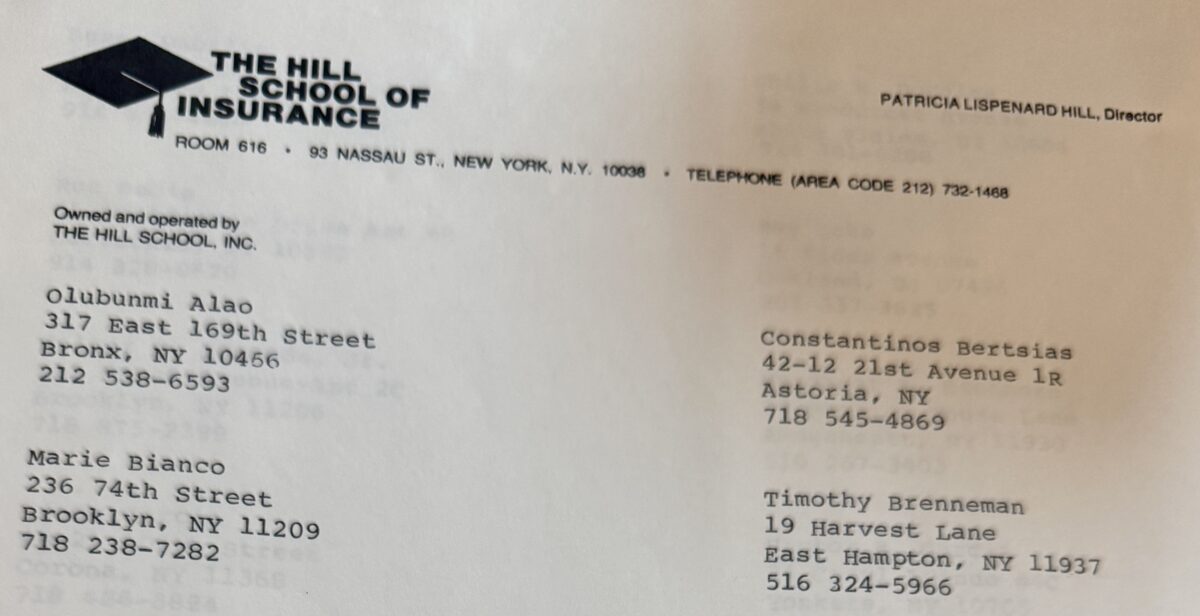 THE HILL
SCHOOL OF
INSURANCE
PATRICIA LISPENARD HILL, Director
ROOM 616 • 93 NASSAU ST., NEW YORK, N.Y. 10038 • TELEPHONE (AREA CODE 212) 732-1468
Owned and operated by
THE HILL SCHOOL, INC.
Olubunmi Alao
317 East 169th Street
Bronx, NY 10466
212 538-6593
Constantinos Bertsias
42-12 21st Avenue 1R
Astoria, NY
718 545-4869
Marie Bianco
236 74th Street
Brooklyn, NY 11209
718 238-7282
Timothy Brenneman
19 Harvest Lane
East Hampton, NY 11937
516 324-5966